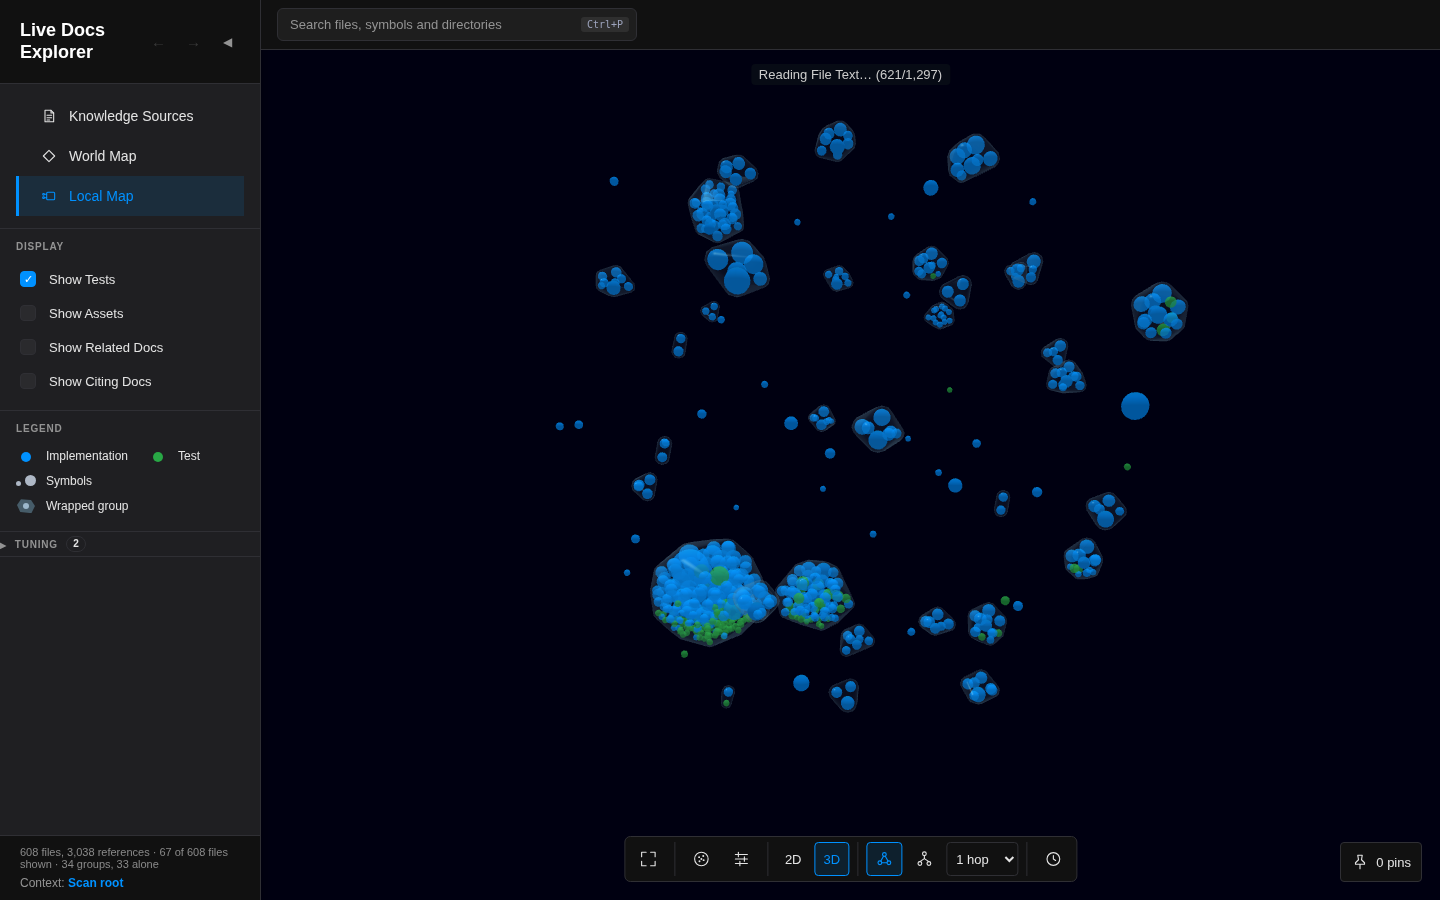 Live Docs
Explorer
Search files, symbols and directories
Ctrl+P
Reading File Text… (621/1,297)
Knowledge Sources
World Map
Local Map
DISPLAY
Show Tests
Show Assets
Show Related Docs
Show Citing Docs
LEGEND
Implementation
Test
Symbols
Wrapped group
TUNING 2
608 files, 3,038 references · 67 of 608 files
shown · 34 groups, 33 alone
Context: Scan root
2D
3D
1 hop
0 pins